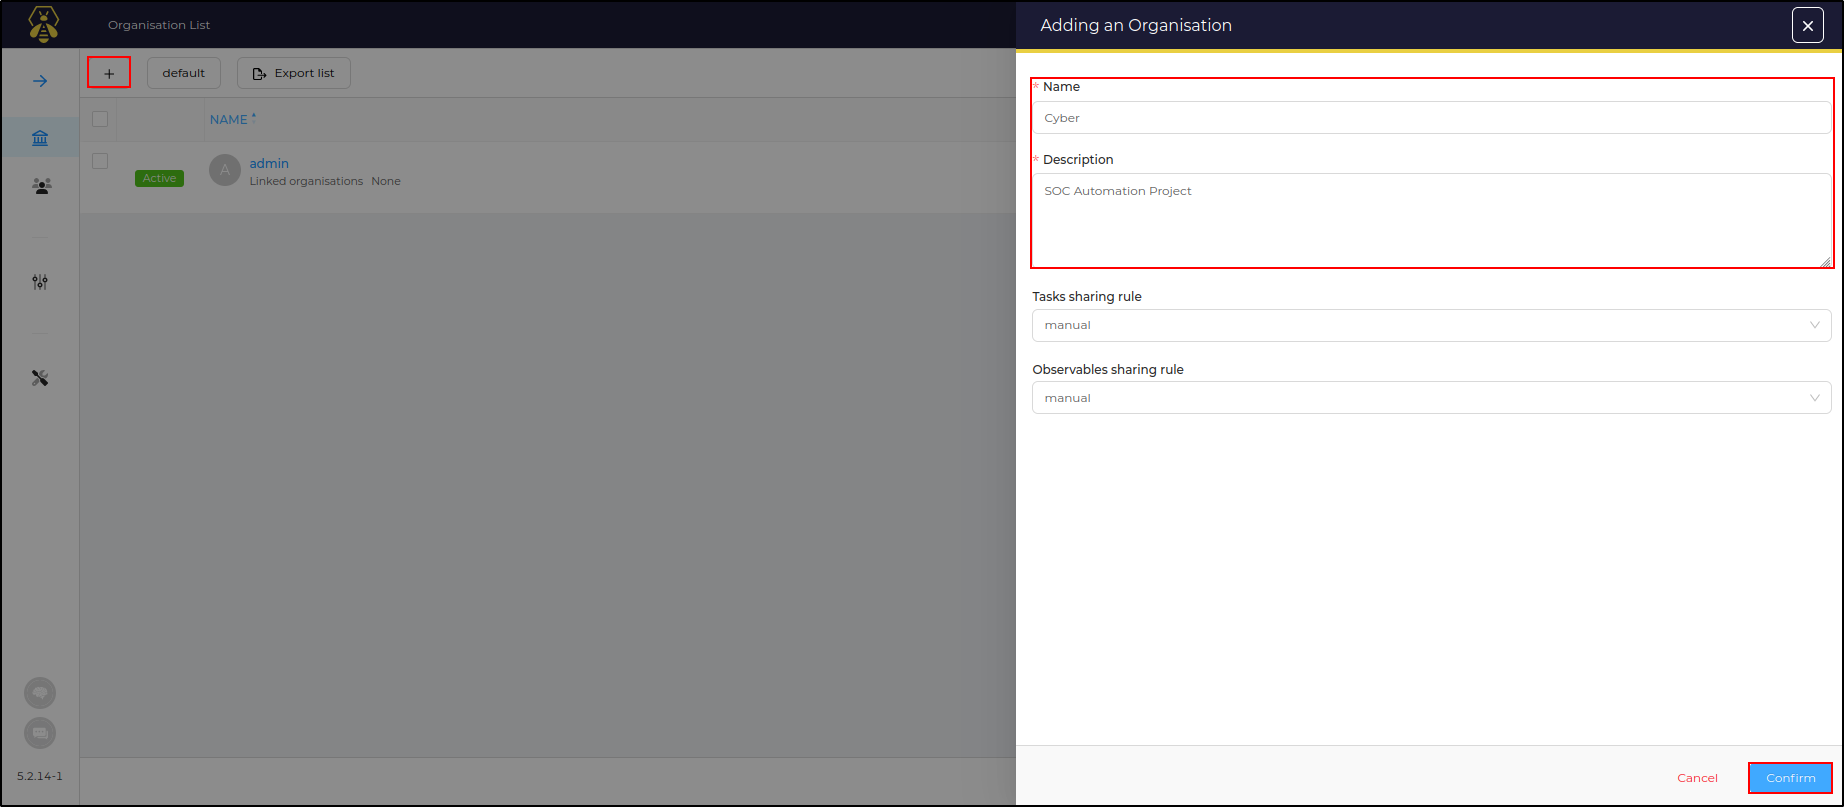 Organisation List
+
default
Export list
NAME
Active
A
admin
Linked organisations None
5.2.14-1
Adding an Organisation
* Name
Cyber
* Description
SOC Automation Project
Tasks sharing rule
manual
Observables sharing rule
manual
Cancel
Confirm